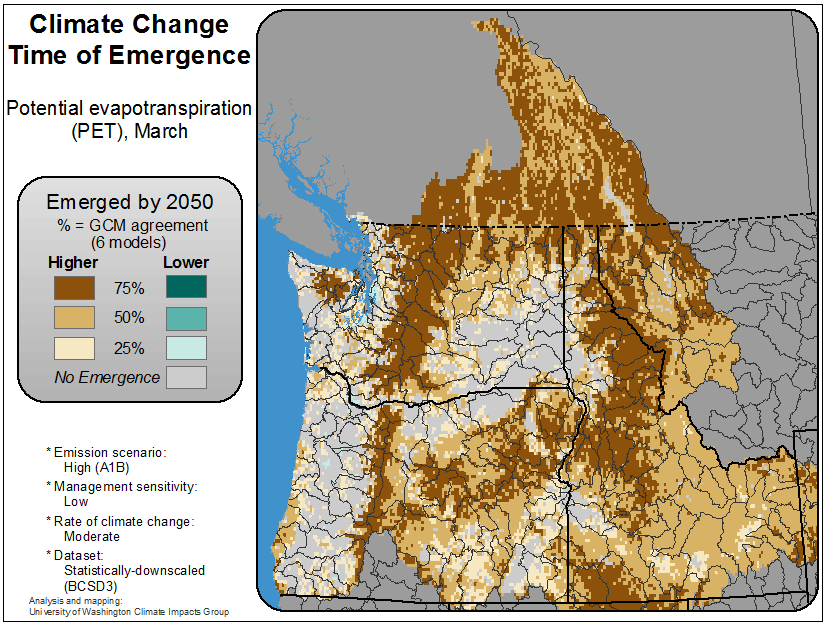 Climate Change
Time of Emergence
Potential evapotranspiration
(PET), March
Emerged by 2050
% = GCM agreement
(6 models)
Higher Lower
75%
50%
25%
No Emergence
* Emission scenario:
High (A1B)
* Management sensitivity:
Low
* Rate of climate change:
Moderate
* Dataset:
Statistically-downscaled
(BCSD3)
Analysis and mapping:
University of Washington Climate Impacts Group